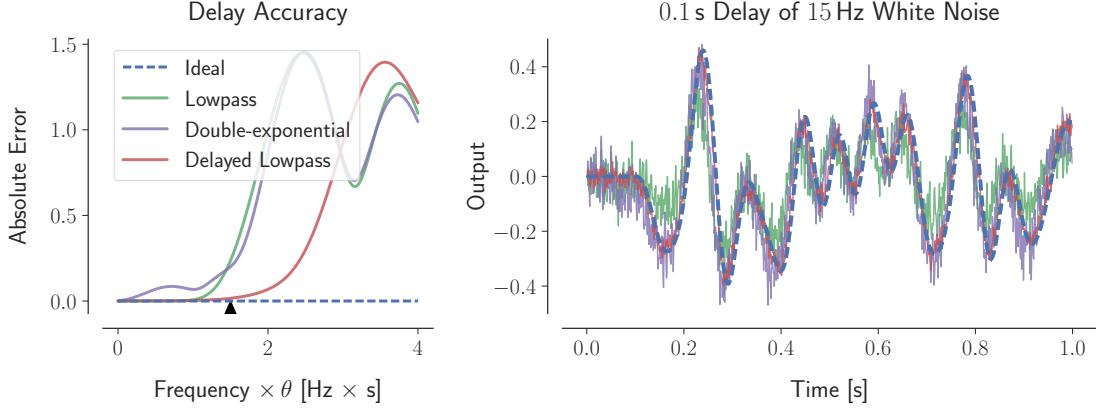 Delay Accuracy
Absolute Error
1.5
1.0
0.5
0.0
Ideal
Lowpass
Double-exponential
Delayed Lowpass
0
2
4
Frequency × θ [Hz × s]
0.1 s Delay of 15 Hz White Noise
Output
0.4
0.2
0.0
−0.2
−0.4
0.0
0.2
0.4
0.6
0.8
1.0
Time [s]